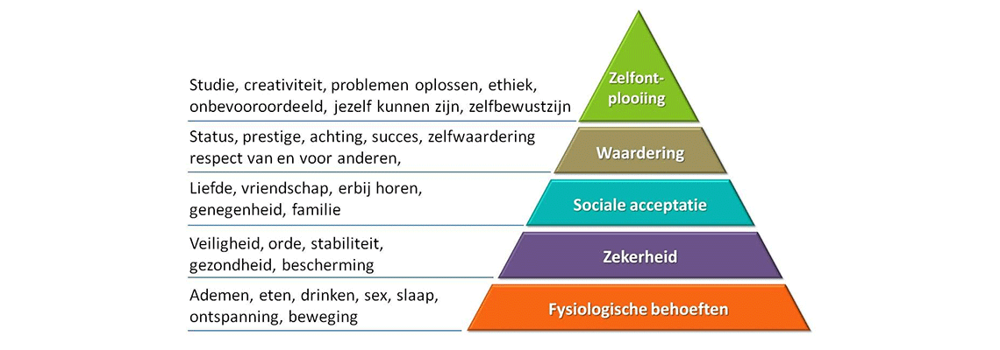 Studie, creativiteit, problemen oplossen, ethiek,
onbevooroordeeld, jezelf kunnen zijn, zelfbewustzijn
Zelfont-
plooiing
Status, prestige, achting, succes, zelfwaardering
respect van en voor anderen,
Waardering
Liefde, vriendschap, erbij horen,
genegenheid, familie
Sociale acceptatie
Veiligheid, orde, stabiliteit,
gezondheid, bescherming
Zekerheid
Ademen, eten, drinken, sex, slaap,
ontspanning, beweging
Fysiologische behoeften